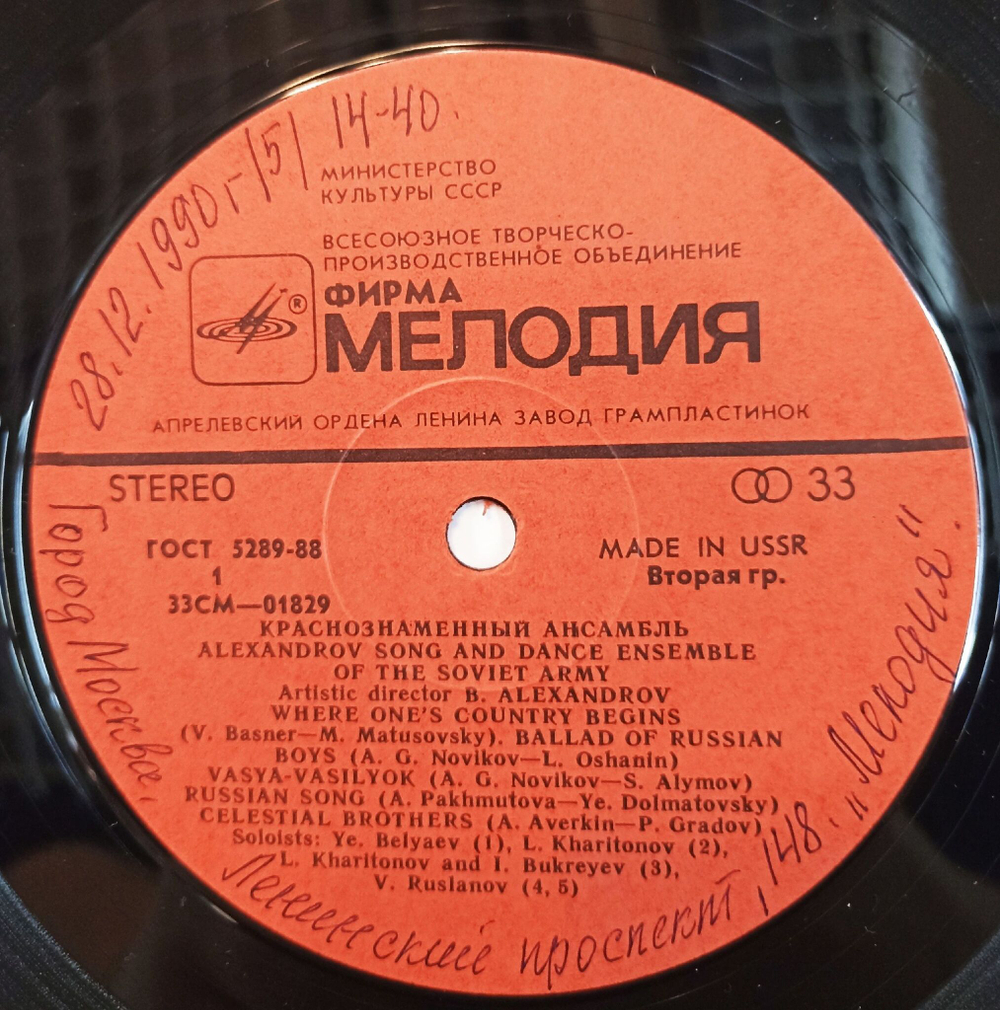 28.12.1990 г /5/ 14-40.
МИНИСТЕРСТВО
КУЛЬТУРЫ СССР
ВСЕСОЮЗНОЕ ТВОРЧЕСКО-
ПРОИЗВОДСТВЕННОЕ ОБЪЕДИНЕНИЕ
®
ФИРМА
МЕЛОДИЯ
АПРЕЛЕВСКИЙ ОРДЕНА ЛЕНИНА ЗАВОД ГРАМПЛАСТИНОК
STEREO
33
ГОСТ 5289-88
MADE IN USSR
1
Вторая гр.
33СМ—01829
КРАСНОЗНАМЕННЫЙ АНСАМБЛЬ
ALEXANDROV SONG AND DANCE ENSEMBLE
OF THE SOVIET ARMY
Artistic director B. ALEXANDROV
WHERE ONE'S COUNTRY BEGINS
(V. Basner—M. Matusovsky). BALLAD OF RUSSIAN
BOYS (A. G. Novikov—L. Oshanin)
VASYA-VASILYOK (A. G. Novikov—S. Alymov)
RUSSIAN SONG (A. Pakhmutova—Ye. Dolmatovsky)
CELESTIAL BROTHERS (A. Averkin—P. Gradov)
Soloists: Ye. Belyaev (1), L. Kharitonov (2),
L. Kharitonov and I. Bukreyev (3),
V. Ruslanov (4, 5)
Город Москва.
Ленинский проспект, 148. "Мелодия".